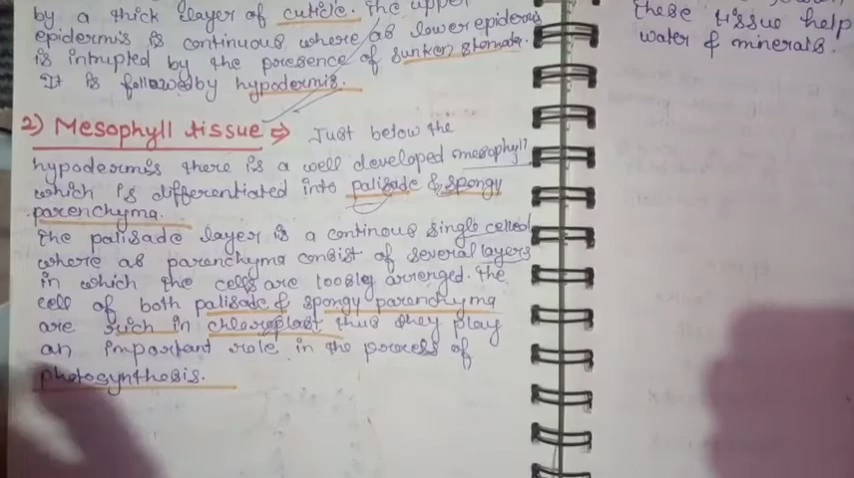 by a thick layer of cuticle. The upper
epidermis is continuous where as lower epidermis
is intrupted by the presence of sunken stomata.
It is followed by hypodermis.
2) Mesophyll tissue ⇒ Just below the
hypodermis there is a well developed mesophyll
which is differentiated into palisade & spongy
parenchyma.
The palisade layer is a continous single celled
where as parenchyma consist of several layers
in which the cells are loosley arrenged. The
cell of both palisade & spongy parenchyma
are rich in chloroplast thus they play
an important role in the process of
photosynthesis.
These tissue help
water & minerals.